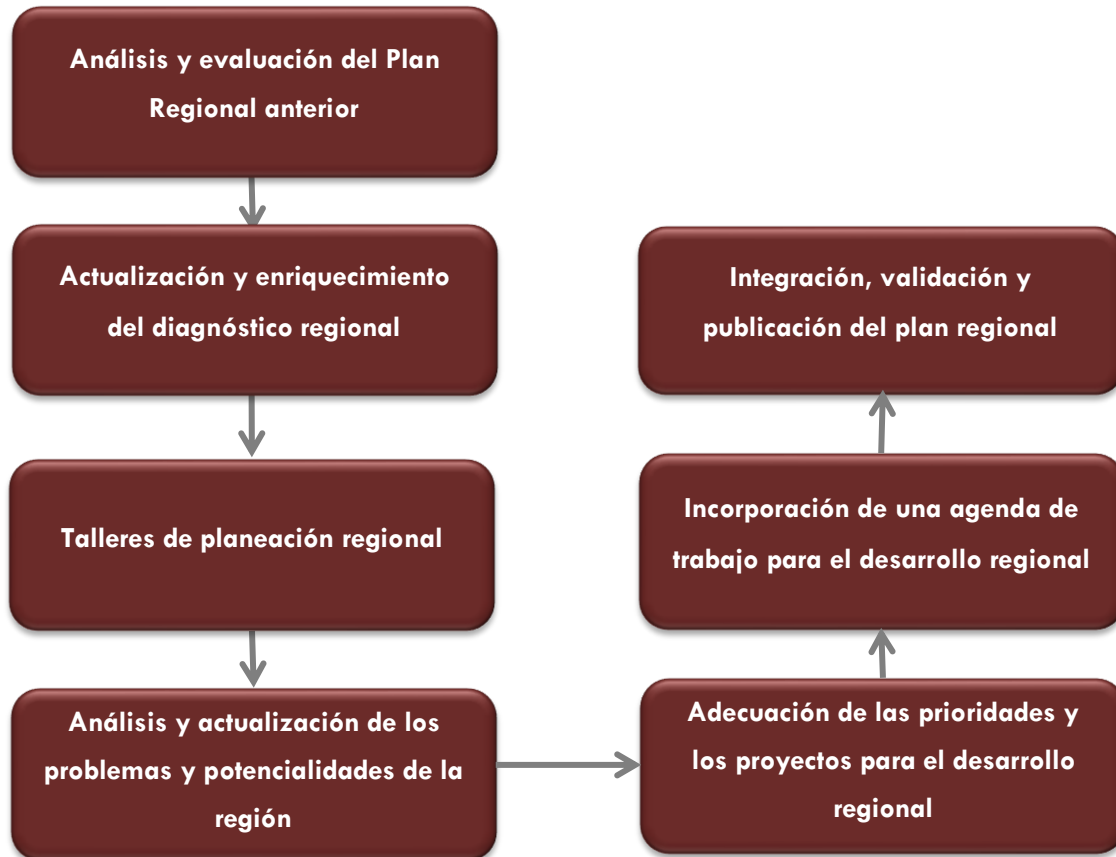 Análisis y evaluación del Plan
Regional anterior
Actualización y enriquecimiento
del diagnóstico regional
Talleres de planeación regional
Análisis y actualización de los
problemas y potencialidades de la
región
Adecuación de las prioridades y
los proyectos para el desarrollo
regional
Incorporación de una agenda de
trabajo para el desarrollo regional
Integración, validación y
publicación del plan regional